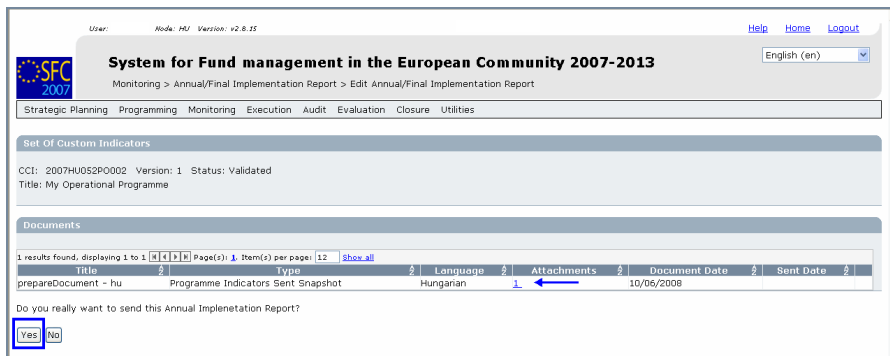 User: Node: HU Version: v2.8.15 Help Home Logout
SFC 2007
System for Fund management in the European Community 2007-2013
English (en)
Monitoring > Annual/Final Implementation Report > Edit Annual/Final Implementation Report
Strategic Planning Programming Monitoring Execution Audit Evaluation Closure Utilities
Set Of Custom Indicators
CCI: 2007HU052PO002 Version: 1 Status: Validated
Title: My Operational Programme
Documents
1 results found, displaying 1 to 1 Page(s): 1. Item(s) per page: 12 Show all
Title Type Language Attachments Document Date Sent Date
prepareDocument - hu Programme Indicators Sent Snapshot Hungarian 1 10/06/2008
Do you really want to send this Annual Implenetation Report?
Yes No